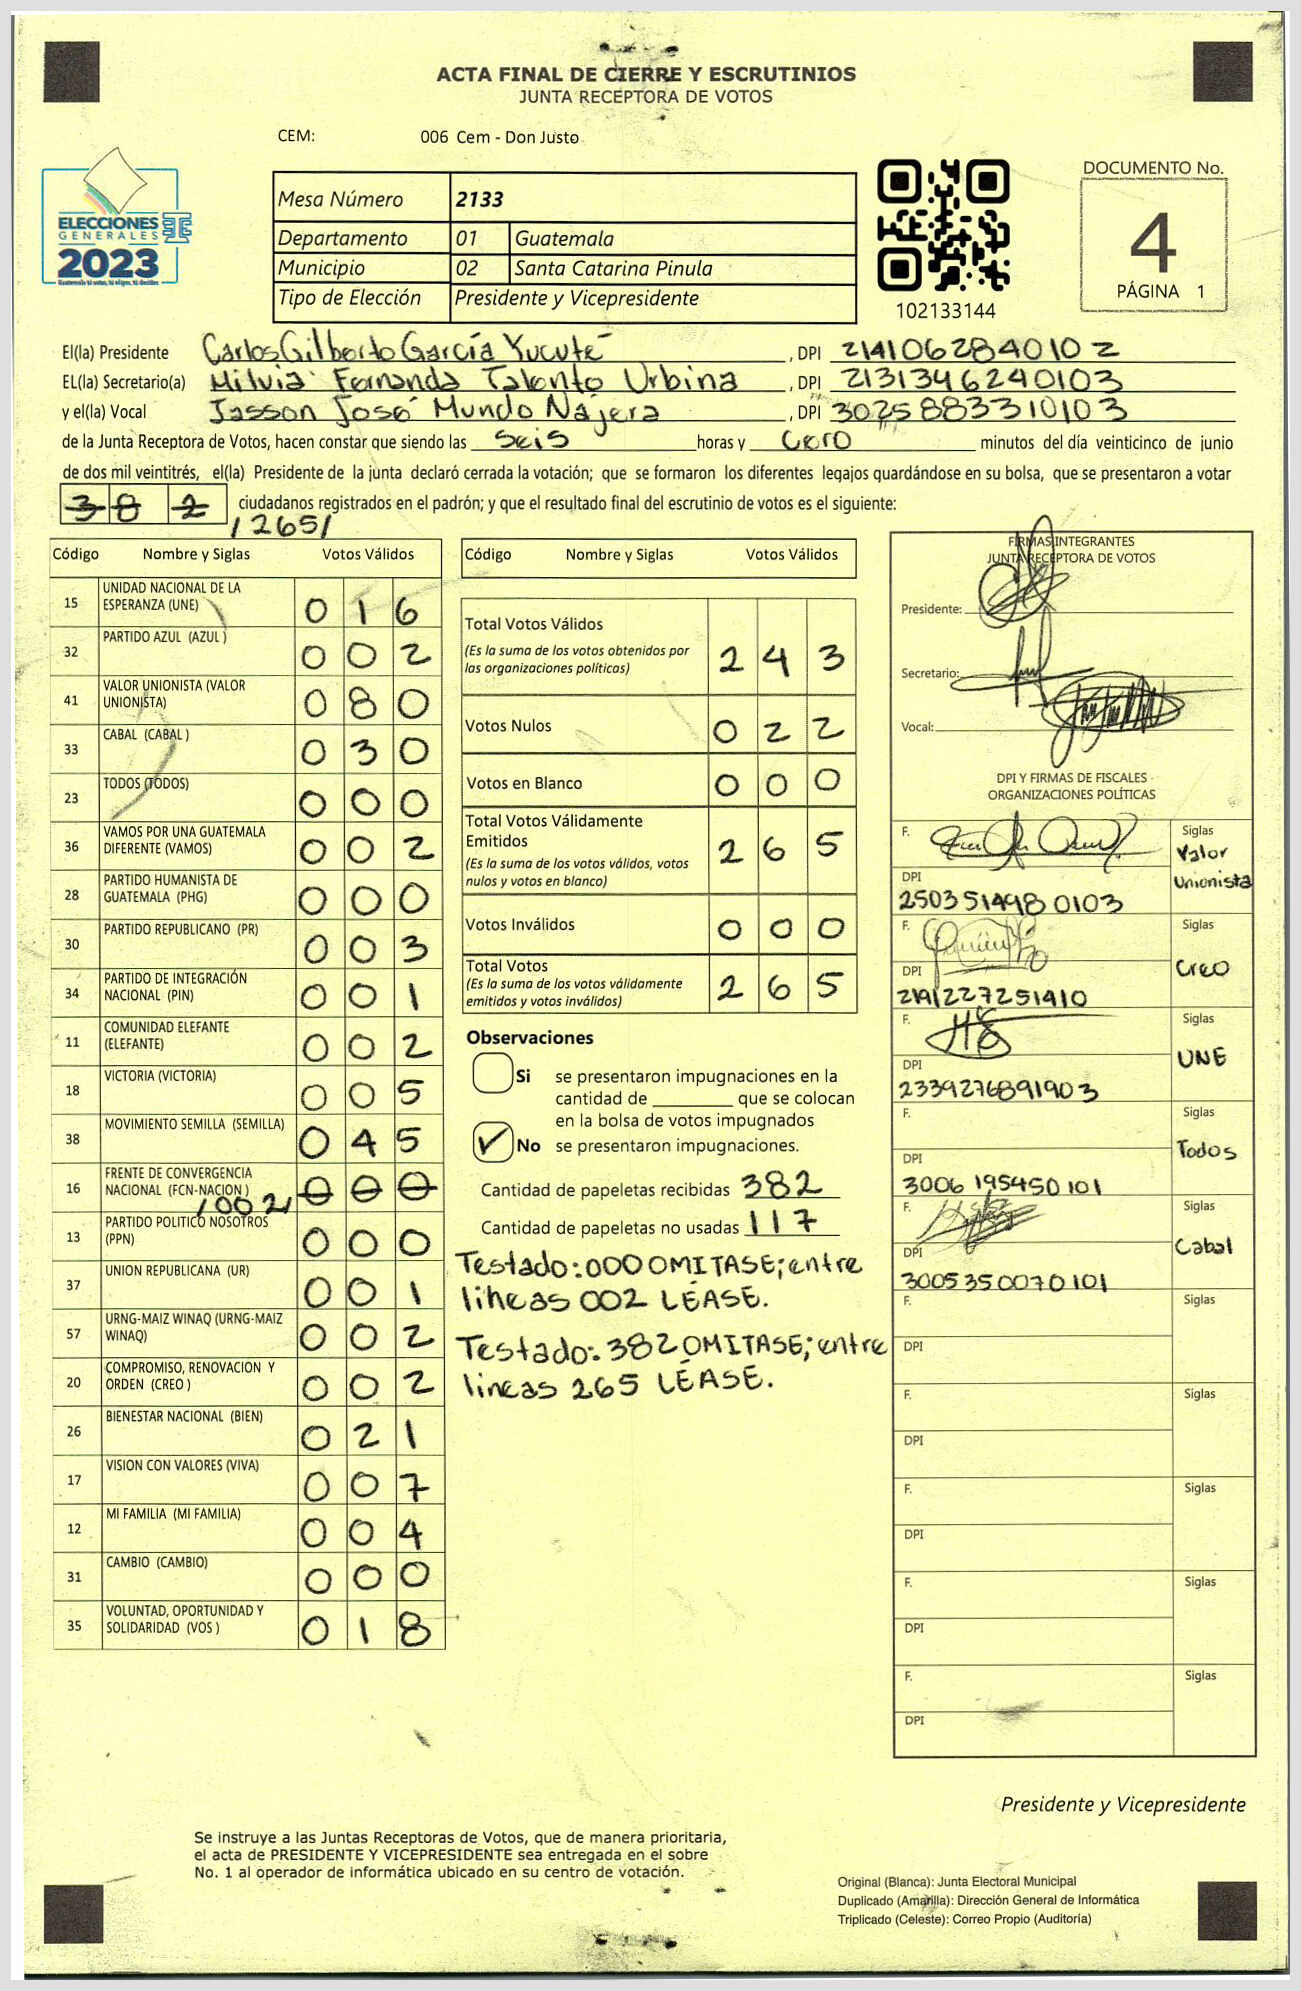 ACTA FINAL DE CIERRE Y ESCRUTINIOS
JUNTA RECEPTORA DE VOTOS
CEM: 006 Cem - Don Justo
ELECCIONES
GENERALES
2023
Mesa Número 2133
Departamento 01 Guatemala
Municipio 02 Santa Catarina Pinula
Tipo de Elección Presidente y Vicepresidente
102133144
DOCUMENTO No.
4
PÁGINA 1
El(la) Presidente Carlos Gilberto García Yucuté, DPI 2141062840102
EL(la) Secretario(a) Milvia Fernanda Talento Urbina, DPI 2131346240103
y el(la) Vocal Jasson José Mundo Nájera, DPI 3025883310103
de la Junta Receptora de Votos, hacen constar que siendo las seis horas y cero minutos del día veinticinco de junio
de dos mil veintitrés, el(la) Presidente de la junta declaró cerrada la votación; que se formaron los diferentes legajos guardándose en su bolsa, que se presentaron a votar
382 ciudadanos registrados en el padrón; y que el resultado final del escrutinio de votos es el siguiente:
/265/
Código Nombre y Siglas Votos Válidos
15 UNIDAD NACIONAL DE LA ESPERANZA (UNE) 0 1 6
32 PARTIDO AZUL (AZUL ) 0 0 2
41 VALOR UNIONISTA (VALOR UNIONISTA) 0 8 0
33 CABAL (CABAL ) 0 3 0
23 TODOS (TODOS) 0 0 0
36 VAMOS POR UNA GUATEMALA DIFERENTE (VAMOS) 0 0 2
28 PARTIDO HUMANISTA DE GUATEMALA (PHG) 0 0 0
30 PARTIDO REPUBLICANO (PR) 0 0 3
34 PARTIDO DE INTEGRACIÓN NACIONAL (PIN) 0 0 1
11 COMUNIDAD ELEFANTE (ELEFANTE) 0 0 2
18 VICTORIA (VICTORIA) 0 0 5
38 MOVIMIENTO SEMILLA (SEMILLA) 0 4 5
16 FRENTE DE CONVERGENCIA NACIONAL (FCN-NACION ) 0 0 0
/002/
13 PARTIDO POLITICO NOSOTROS (PPN) 0 0 0
37 UNION REPUBLICANA (UR) 0 0 1
57 URNG-MAIZ WINAQ (URNG-MAIZ WINAQ) 0 0 2
20 COMPROMISO, RENOVACION Y ORDEN (CREO ) 0 0 2
26 BIENESTAR NACIONAL (BIEN) 0 2 1
17 VISION CON VALORES (VIVA) 0 0 7
12 MI FAMILIA (MI FAMILIA) 0 0 4
31 CAMBIO (CAMBIO) 0 0 0
35 VOLUNTAD, OPORTUNIDAD Y SOLIDARIDAD (VOS ) 0 1 8
Código Nombre y Siglas Votos Válidos
Total Votos Válidos 2 4 3
(Es la suma de los votos obtenidos por
las organizaciones políticas)
Votos Nulos 0 2 2
Votos en Blanco 0 0 0
Total Votos Válidamente
Emitidos 2 6 5
(Es la suma de los votos válidos, votos
nulos y votos en blanco)
Votos Inválidos 0 0 0
Total Votos 2 6 5
(Es la suma de los votos válidamente
emitidos y votos inválidos)
Observaciones
Si se presentaron impugnaciones en la
cantidad de ________ que se colocan
en la bolsa de votos impugnados
No se presentaron impugnaciones.
Cantidad de papeletas recibidas 382
Cantidad de papeletas no usadas 117
Testado: 000 OMITASE; entre
lineas 002 LÉASE.
Testado: 382 OMITASE; entre
lineas 265 LÉASE.
FIRMAS INTEGRANTES
JUNTA RECEPTORA DE VOTOS
Presidente:
Secretario:
Vocal:
DPI Y FIRMAS DE FISCALES
ORGANIZACIONES POLÍTICAS
F. Siglas
Valor
Unionista
DPI
2503514980103
F. Siglas
Creo
DPI
2191227251410
F. Siglas
UNE
DPI
2339276891903
F. Siglas
Todos
DPI
3006195450101
F. Siglas
Cabal
DPI
3005350070101
F. Siglas
DPI
F. Siglas
DPI
F. Siglas
DPI
F. Siglas
DPI
F. Siglas
DPI
Presidente y Vicepresidente
Se instruye a las Juntas Receptoras de Votos, que de manera prioritaria,
el acta de PRESIDENTE Y VICEPRESIDENTE sea entregada en el sobre
No. 1 al operador de informática ubicado en su centro de votación.
Original (Blanca): Junta Electoral Municipal
Duplicado (Amarilla): Dirección General de Informática
Triplicado (Celeste): Correo Propio (Auditoría)